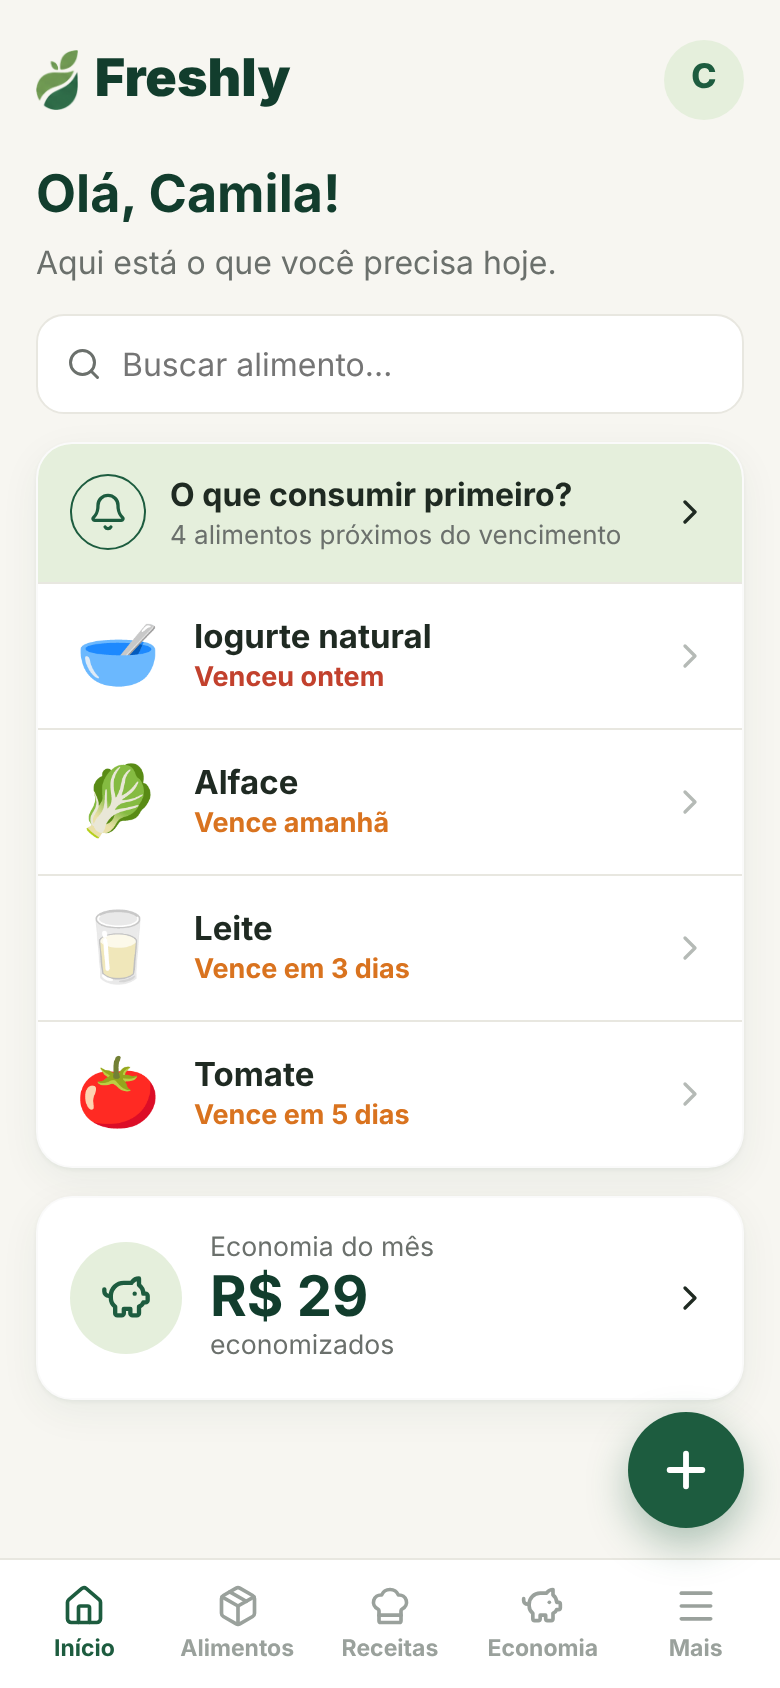 Freshly
C
Olá, Camila!
Aqui está o que você precisa hoje.
Buscar alimento...
O que consumir primeiro?
4 alimentos próximos do vencimento
Iogurte natural
Venceu ontem
Alface
Vence amanhã
Leite
Vence em 3 dias
Tomate
Vence em 5 dias
Economia do mês
R$ 29
economizados
Início
Alimentos
Receitas
Economia
Mais